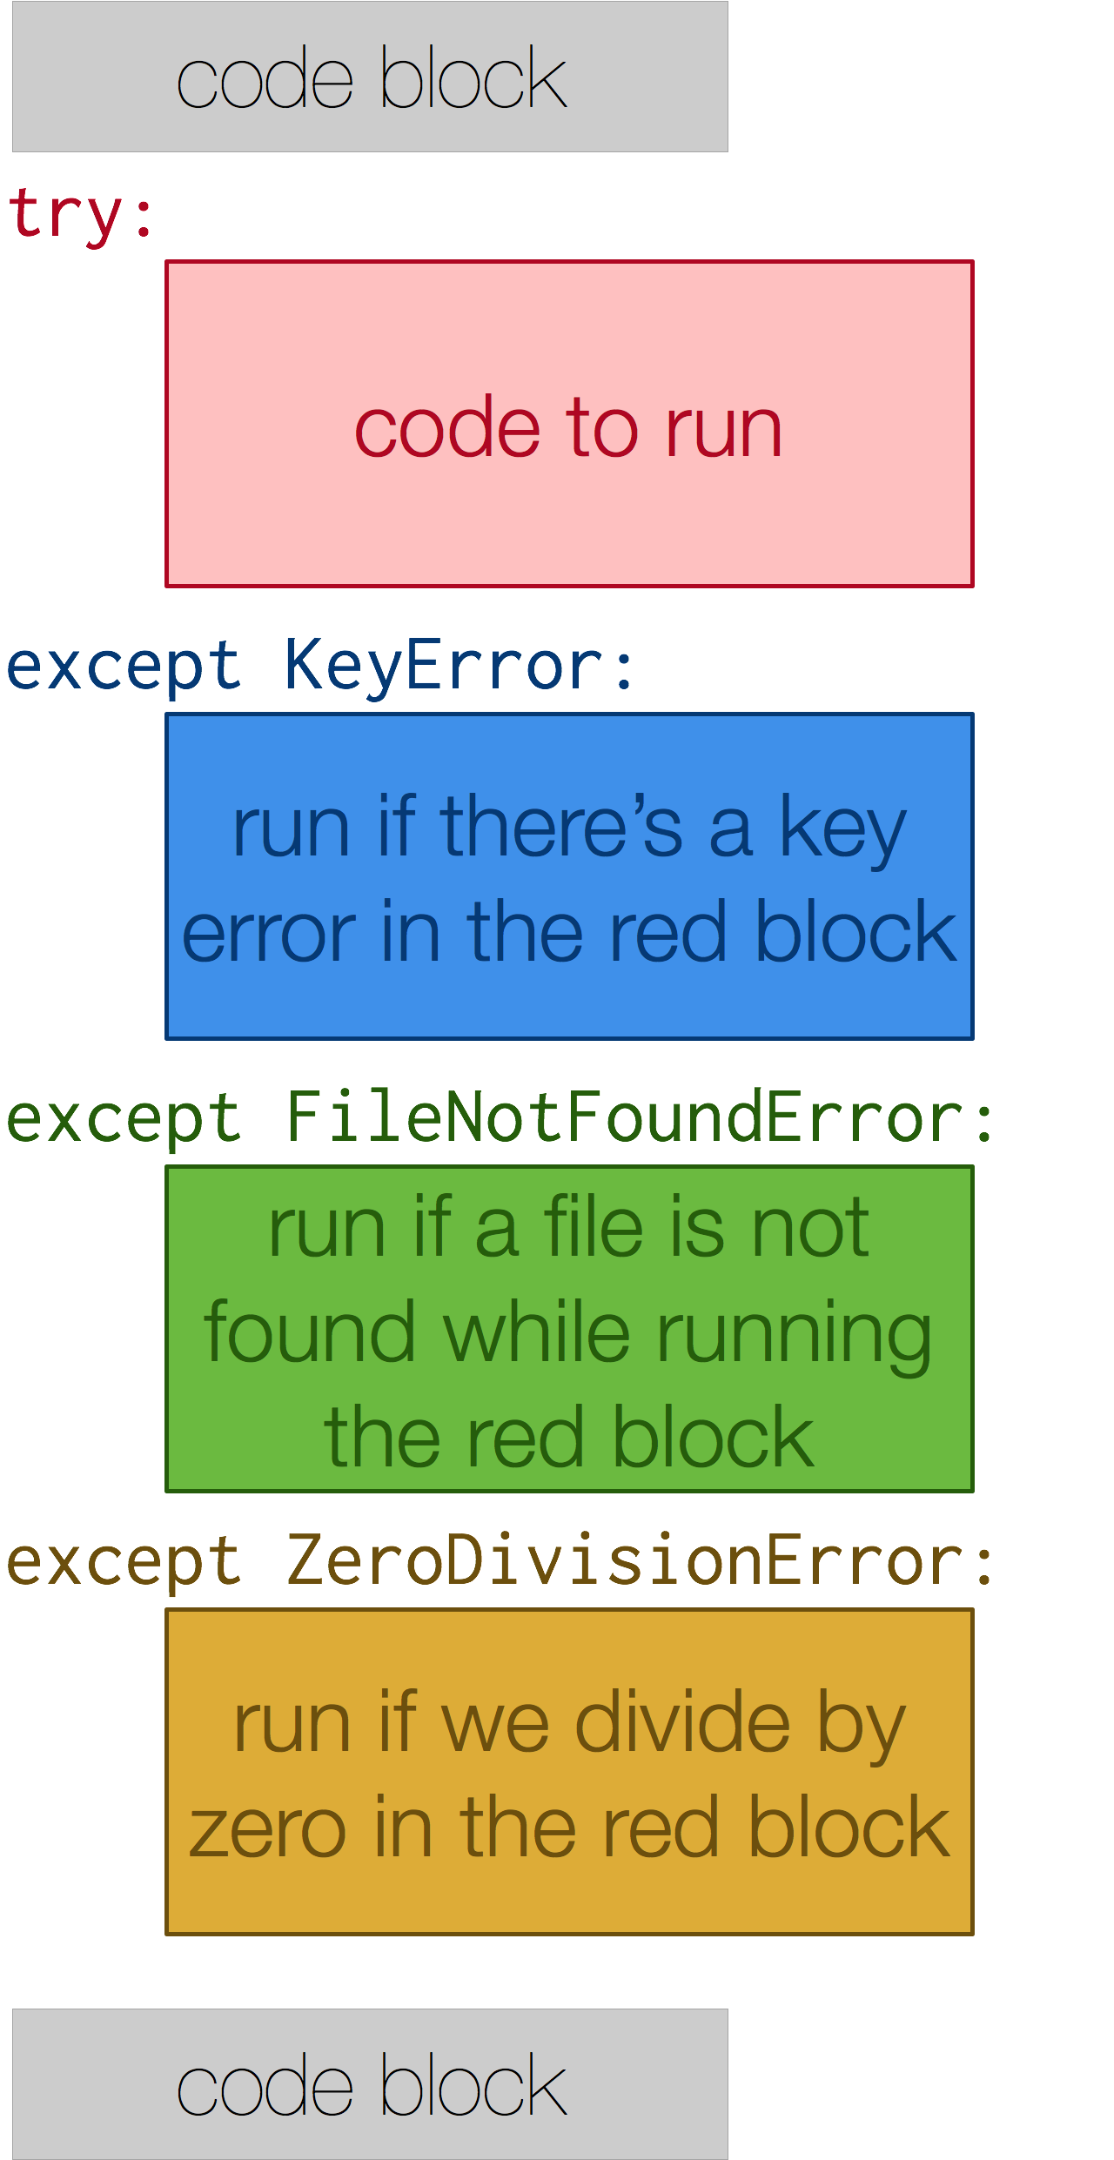 code block
try:
code to run
except KeyError:
run if there’s a key
error in the red block
except FileNotFoundError:
run if a file is not
found while running
the red block
except ZeroDivisionError:
run if we divide by
zero in the red block
code block